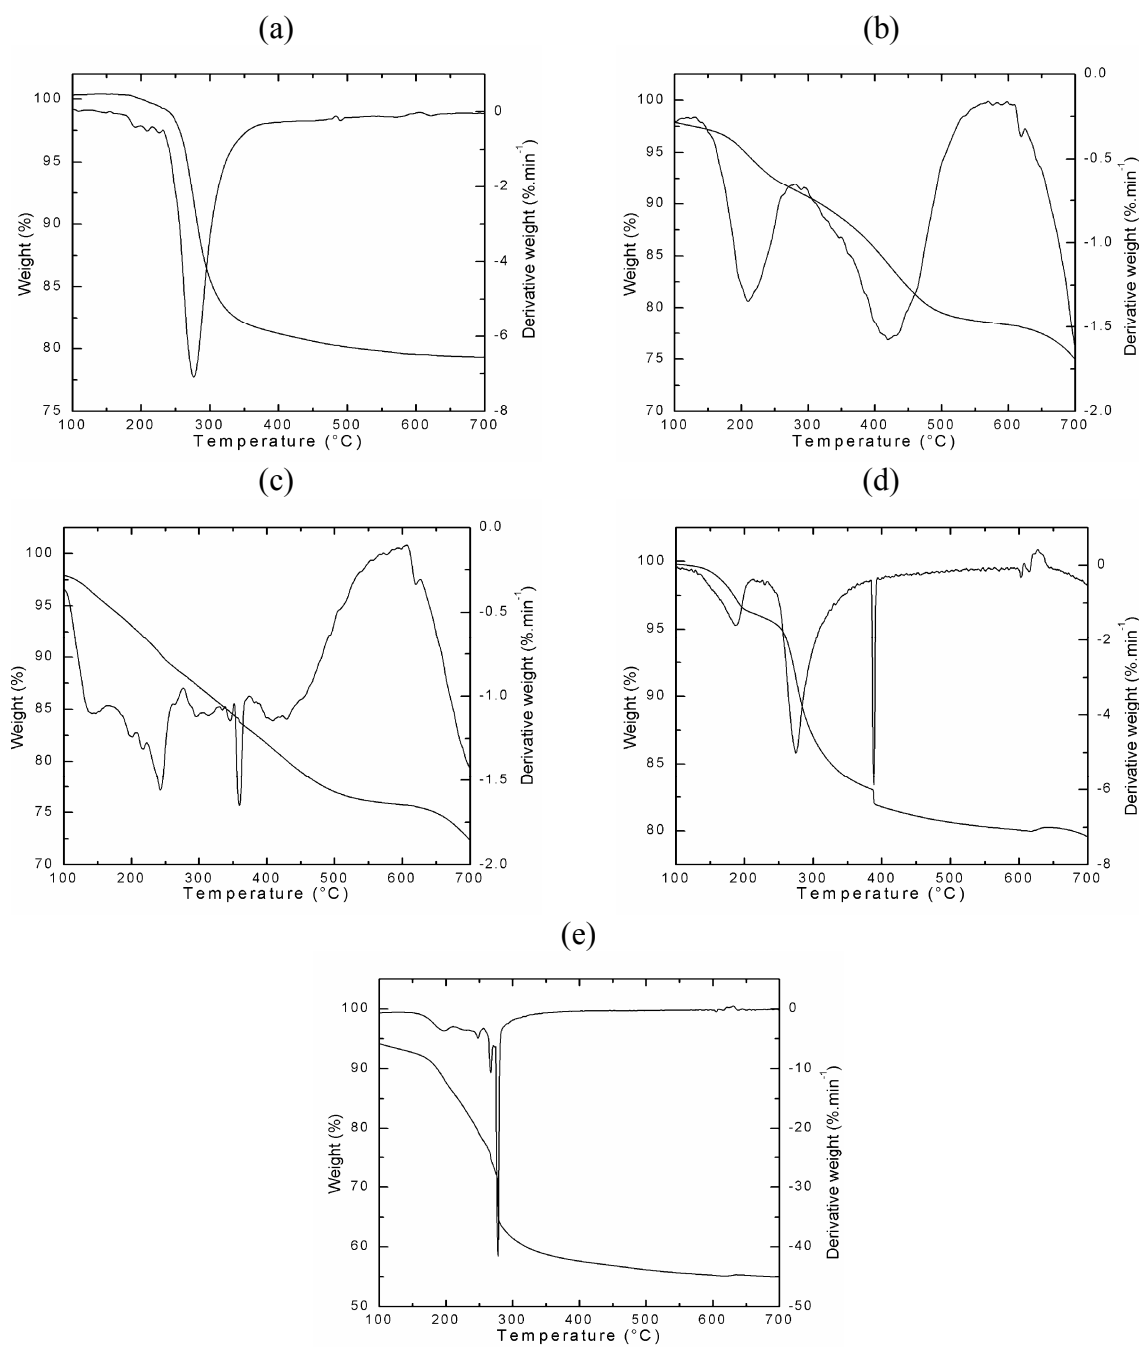 (a)
(b)
100
95
90
85
80
75
Weight (%)
0
-2
-4
-6
-8
Derivative weight (%.min-1)
100 200 300 400 500 600 700
Temperature (°C)
100
95
90
85
80
75
70
Weight (%)
0.0
-0.5
-1.0
-1.5
-2.0
Derivative weight (%.min-1)
100 200 300 400 500 600 700
Temperature (°C)
(c)
(d)
100
95
90
85
80
75
70
Weight (%)
0.0
-0.5
-1.0
-1.5
-2.0
Derivative weight (%.min-1)
100 200 300 400 500 600 700
Temperature (°C)
100
95
90
85
80
Weight (%)
0
-2
-4
-6
-8
Derivative weight (%.min-1)
100 200 300 400 500 600 700
Temperature (°C)
(e)
100
90
80
70
60
50
Weight (%)
0
-10
-20
-30
-40
-50
Derivative weight (%.min-1)
100 200 300 400 500 600 700
Temperature (°C)